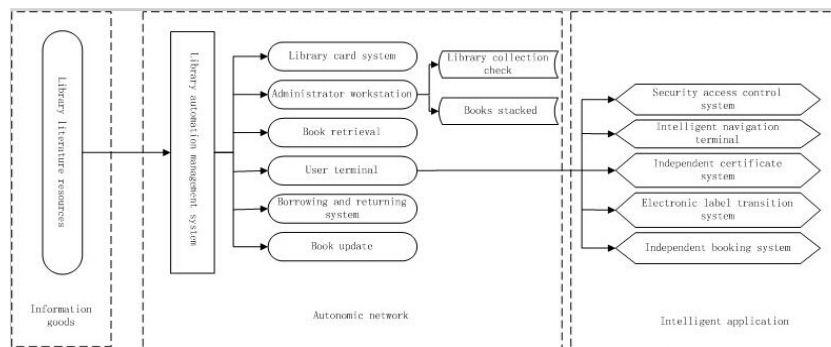 Library literature resources
Information
goods
Library automation management system
Library card system
Administrator workstation
Book retrieval
User terminal
Borrowing and returning
system
Book update
Library collection
check
Books stacked
Autonomic network
Security access control
system
Intelligent navigation
terminal
Independent certificate
system
Electronic label transition
system
Independent booking system
Intelligent application